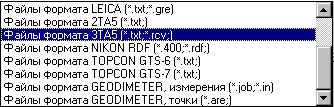 Файлы формата LEICA (*.txt;*.gre)
Файлы формата 2TA5 (*.txt;)
Файлы формата 3TA5 (*.txt;*.rcv;)
Файлы формата NIKON RDF (*.400;*.rdf;)
Файлы формата TOPCON GTS-6 (*.txt;)
Файлы формата TOPCON GTS-7 (*.txt;)
Файлы формата GEODIMETER, измерения (*.job;*.in)
Файлы формата GEODIMETER, точки (*.are;)